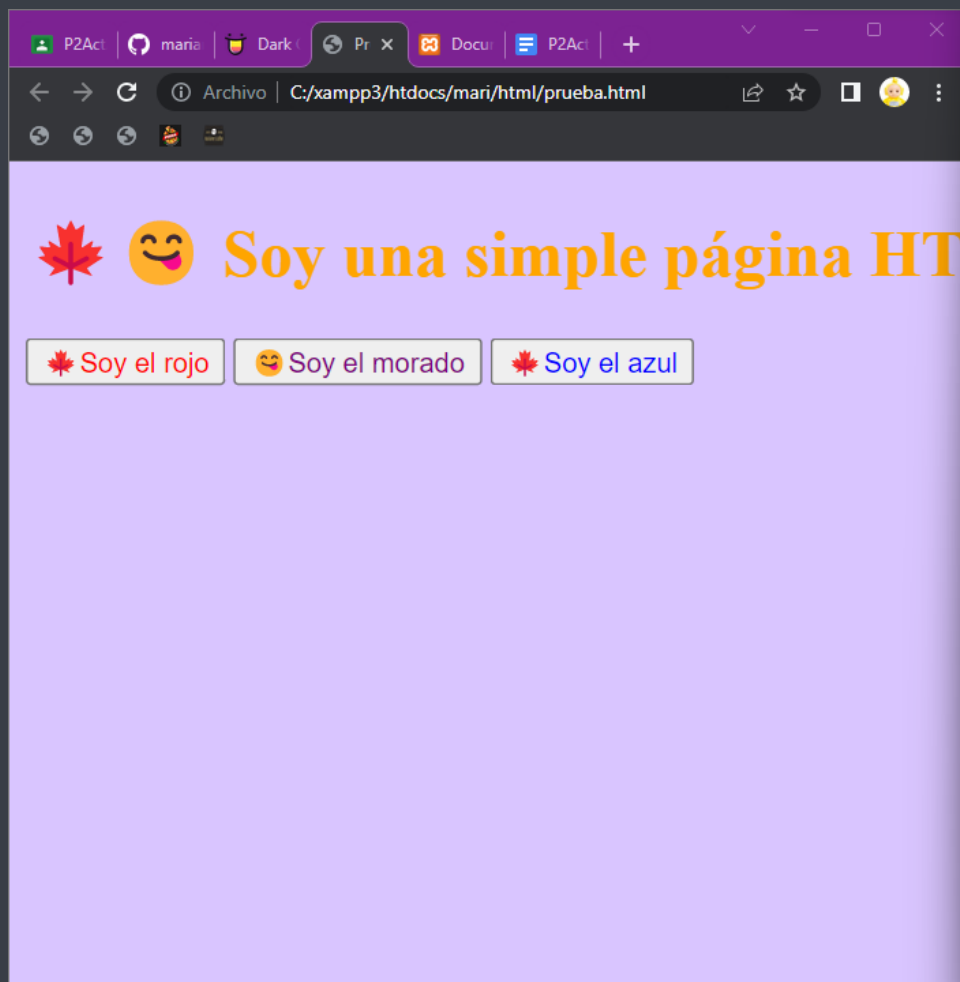 P2Act maria Dark Pr Docur P2Act
Archivo C:/xampp3/htdocs/mari/html/prueba.html
🍁 😋 Soy una simple página HT
🍁Soy el rojo 😋Soy el morado 🍁Soy el azul